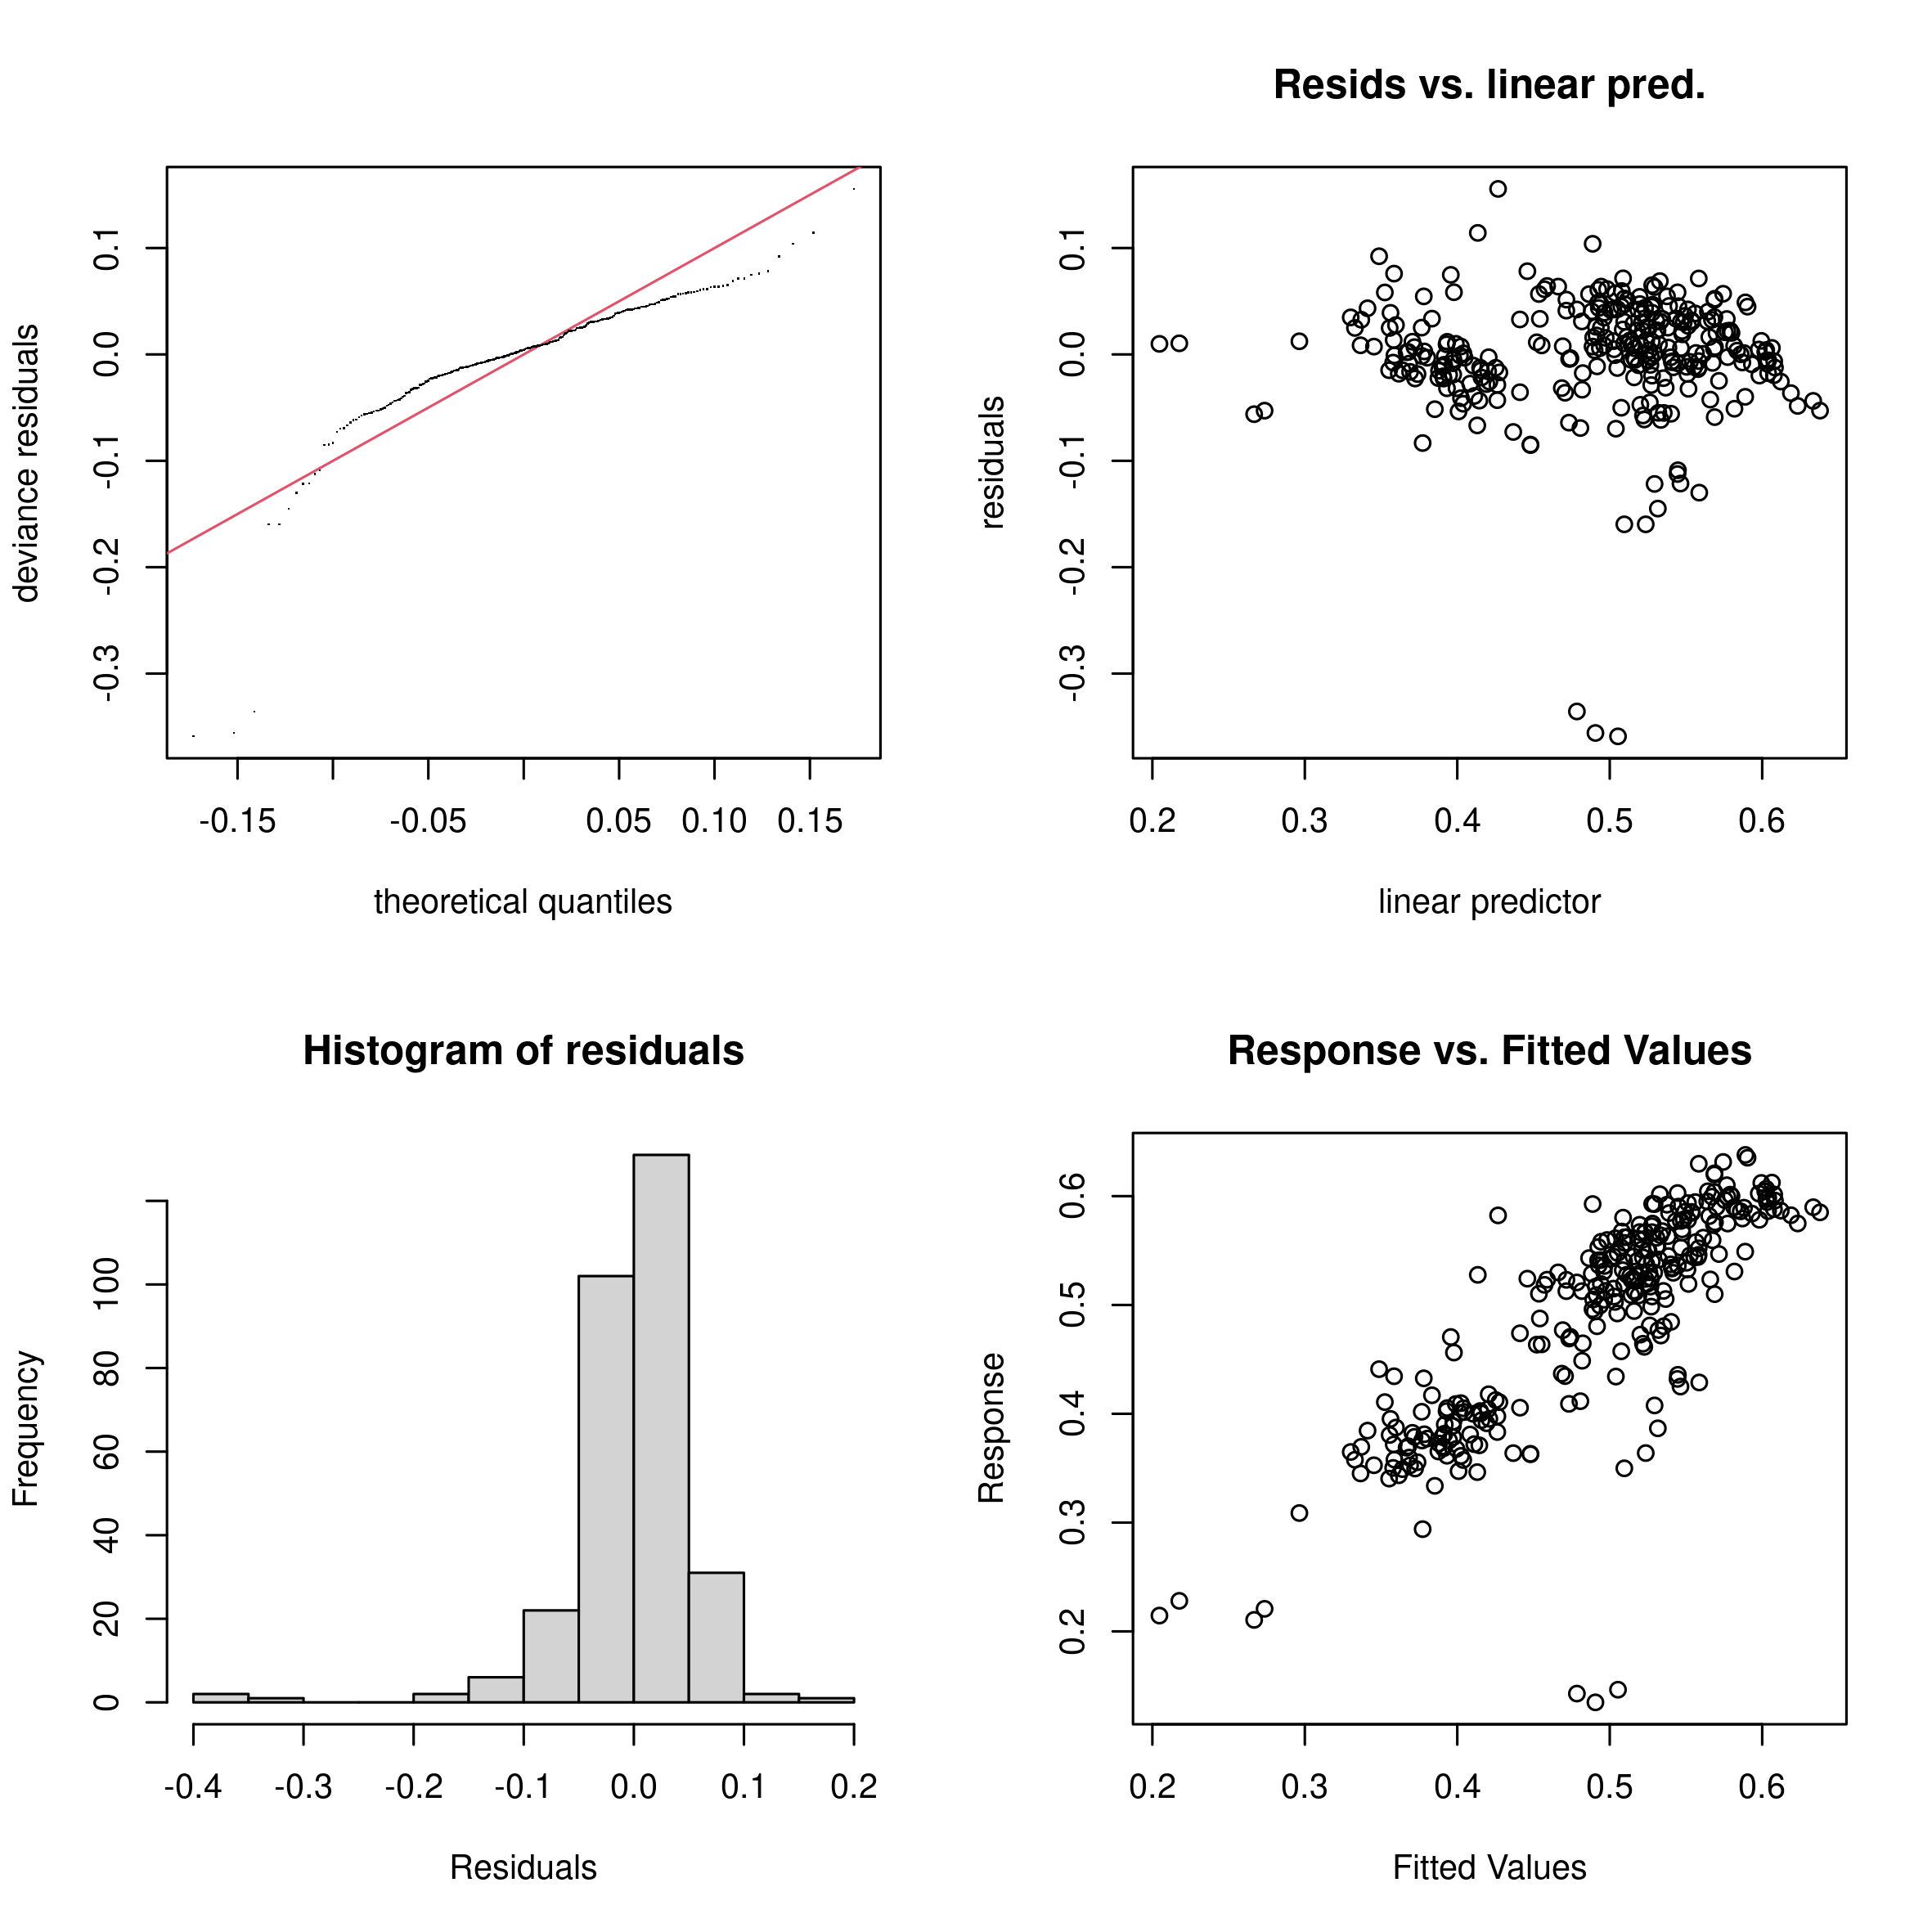 deviance residuals
0.1
0.0
-0.1
-0.2
-0.3
-0.15 -0.05 0.05 0.10 0.15
theoretical quantiles
Resids vs. linear pred.
residuals
0.1
0.0
-0.1
-0.2
-0.3
0.2 0.3 0.4 0.5 0.6
linear predictor
Histogram of residuals
Frequency
100
80
60
40
20
0
-0.4 -0.3 -0.2 -0.1 0.0 0.1 0.2
Residuals
Response vs. Fitted Values
Response
0.6
0.5
0.4
0.3
0.2
0.2 0.3 0.4 0.5 0.6
Fitted Values